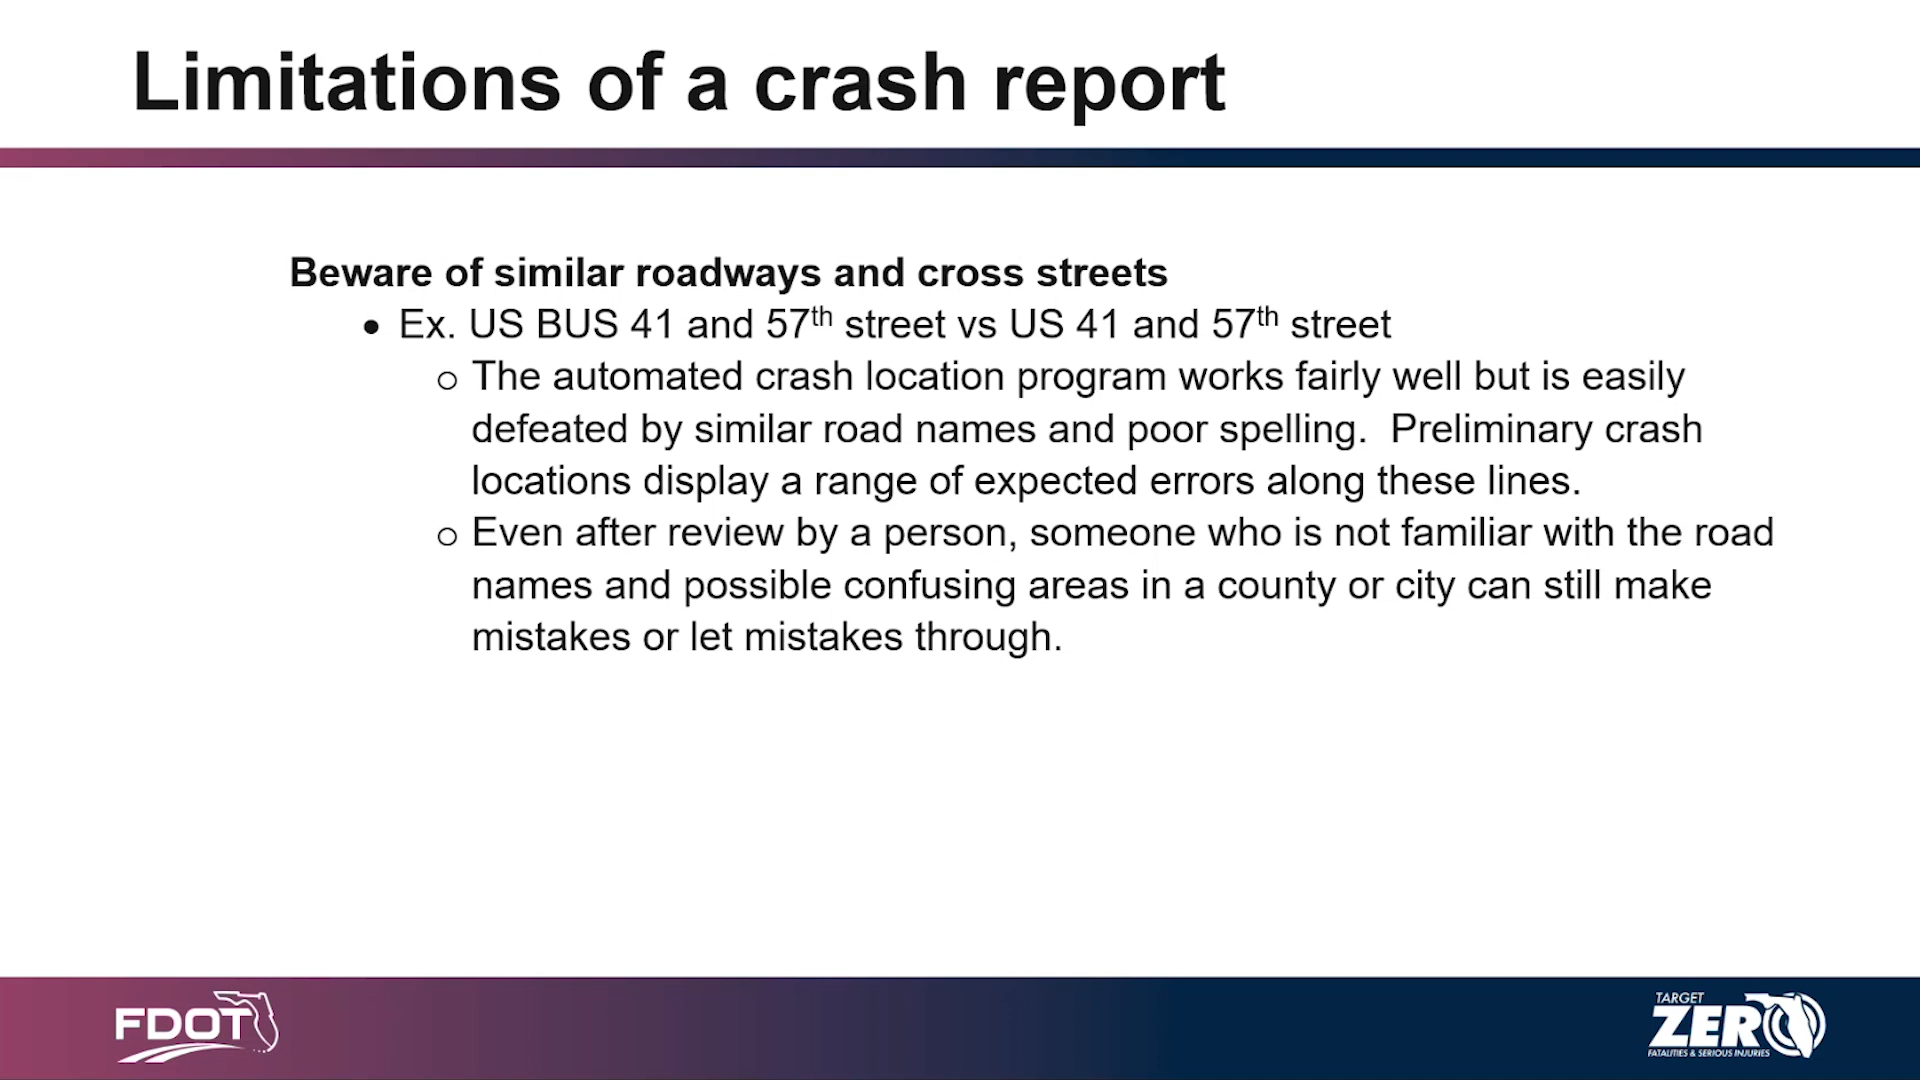 Limitations of a crash report
Beware of similar roadways and cross streets
• Ex. US BUS 41 and 57th street vs US 41 and 57th street
o The automated crash location program works fairly well but is easily
defeated by similar road names and poor spelling.  Preliminary crash
locations display a range of expected errors along these lines.
o Even after review by a person, someone who is not familiar with the road
names and possible confusing areas in a county or city can still make
mistakes or let mistakes through.
FDOT
TARGET
ZERO
FATALITIES & SERIOUS INJURIES